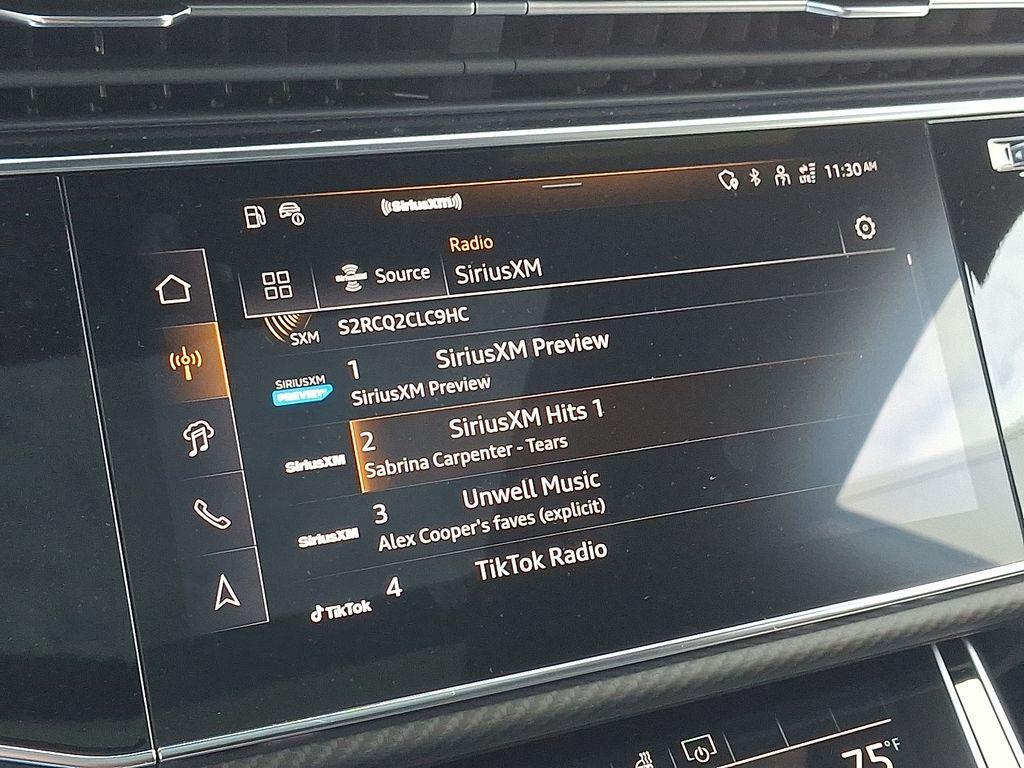 SiriusXM
LTE 11:30 AM
Source
Radio
SiriusXM
SXM
S2RCQ2CLC9HC
SIRIUSXM
PREVIEW
1 SiriusXM Preview
SiriusXM Preview
SiriusXM
2 SiriusXM Hits 1
Sabrina Carpenter - Tears
SiriusXM
3 Unwell Music
Alex Cooper's faves (explicit)
TikTok
4 TikTok Radio
75°F